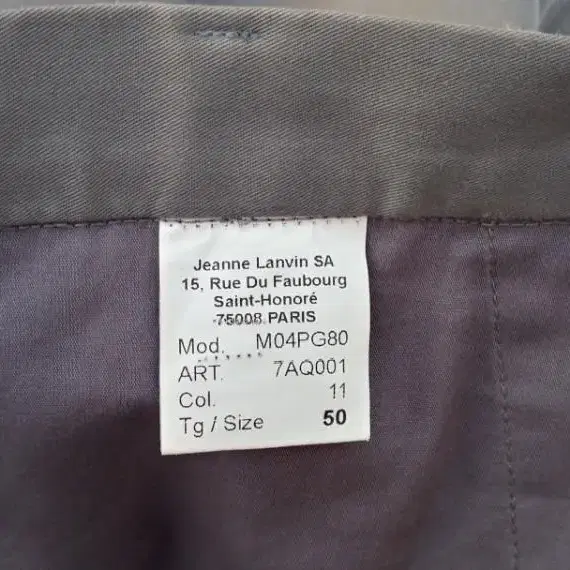 Jeanne Lanvin SA
15, Rue Du Faubourg
Saint-Honoré
75008 PARIS
Mod. M04PG80
ART. 7AQ001
Col. 11
Tg / Size 50